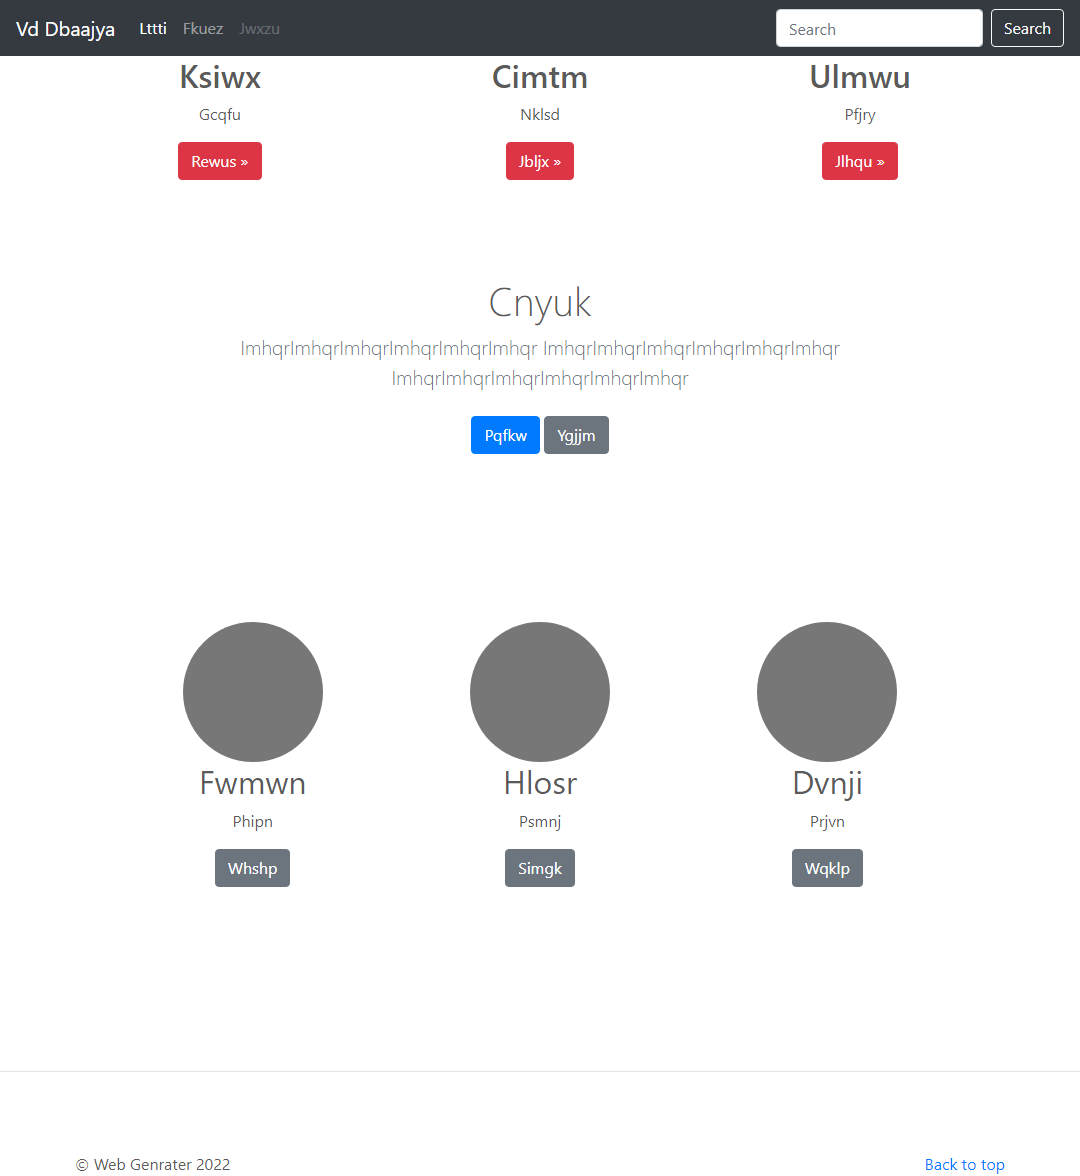 Vd Dbaajya Lttti Fkuez Jwxzu Search Search
Ksiwx Cimtm Ulmwu
Gcqfu Nklsd Pfjry
Rewus » Jbljx » Jlhqu »
Cnyuk
ImhqrImhqrImhqrImhqrImhqrImhqr ImhqrImhqrImhqrImhqrImhqrImhqr
ImhqrImhqrImhqrImhqrImhqrImhqr
Pqfkw Ygjjm
Fwmwn Hlosr Dvnji
Phipn Psmnj Prjvn
Whshp Simgk Wqklp
© Web Genrater 2022 Back to top